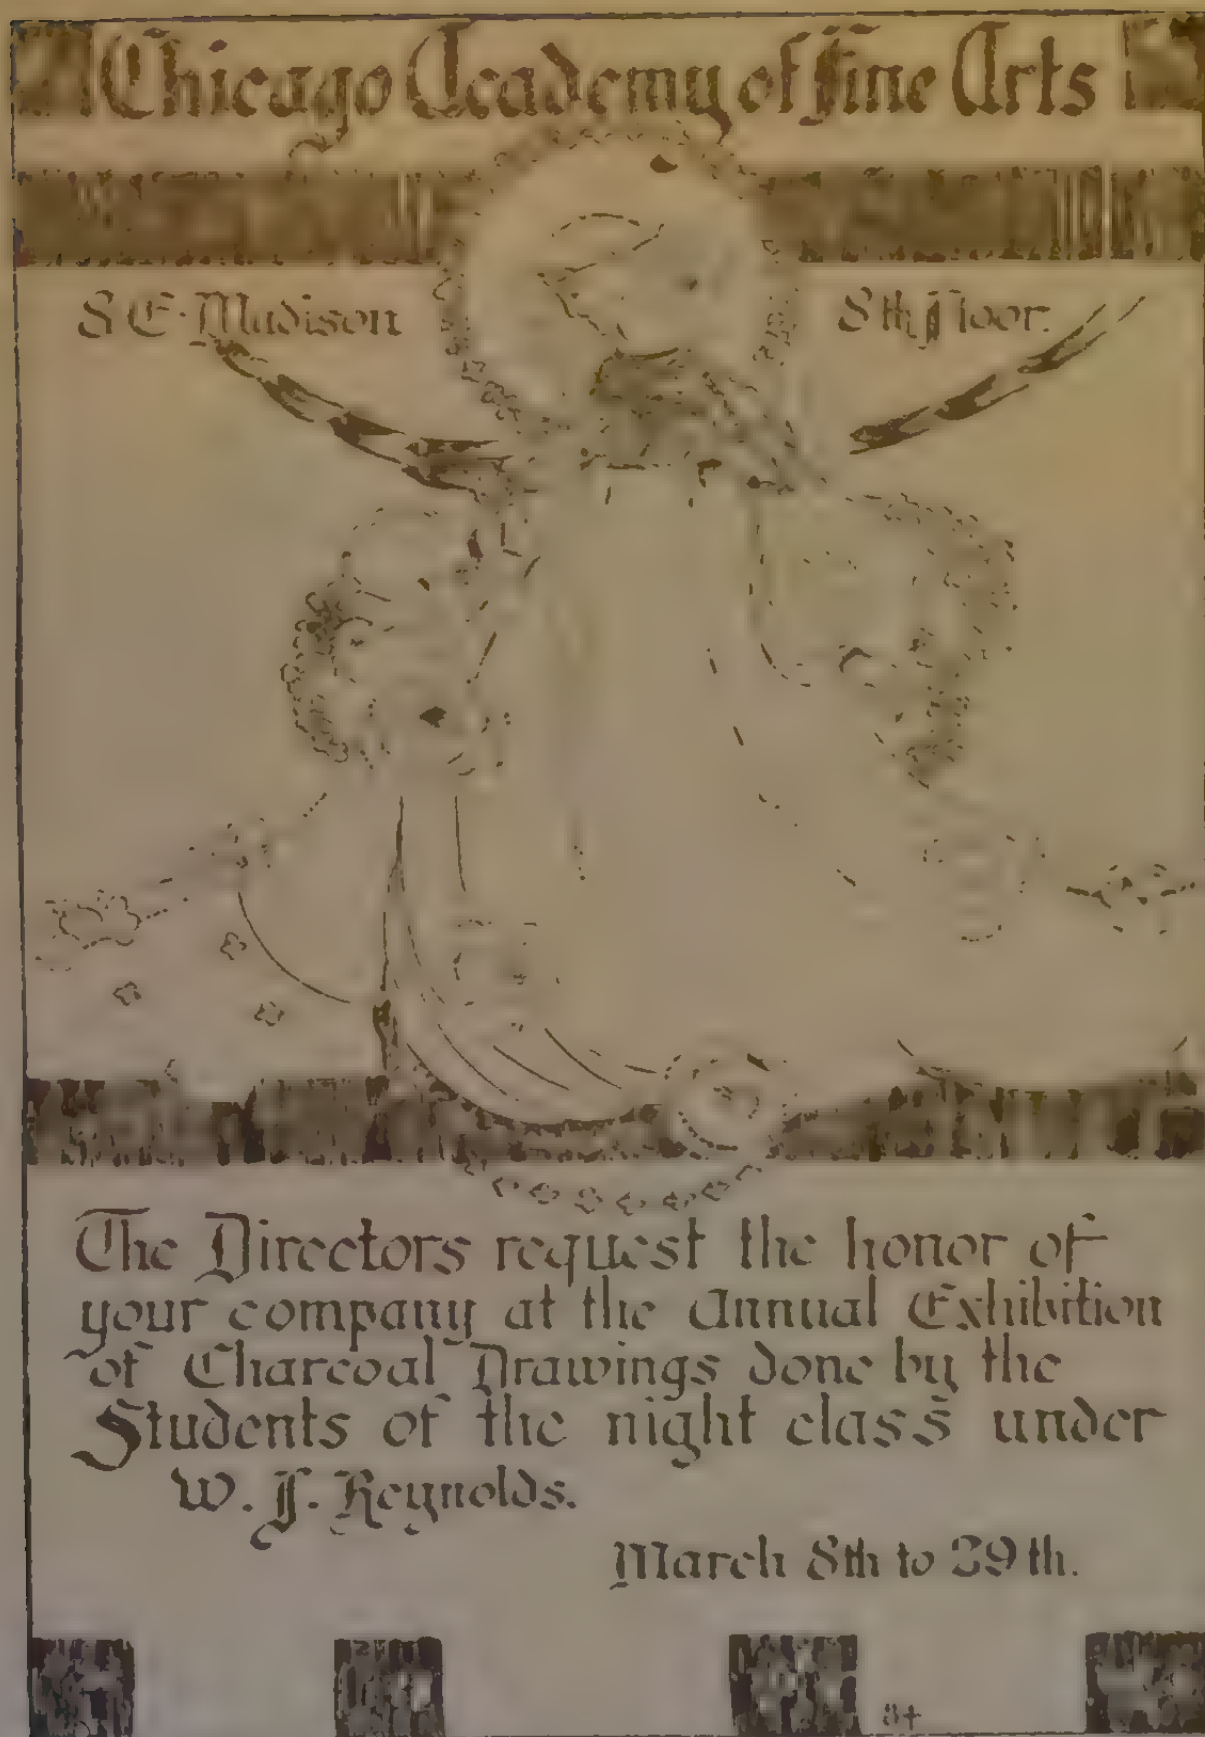 Chicago Academy of Fine Arts
S E. Madison
8th Floor.
The Directors request the honor of
your company at the Annual Exhibition
of Charcoal Drawings done by the
Students of the night class under
W. J. Reynolds.
March 8th to 29th.